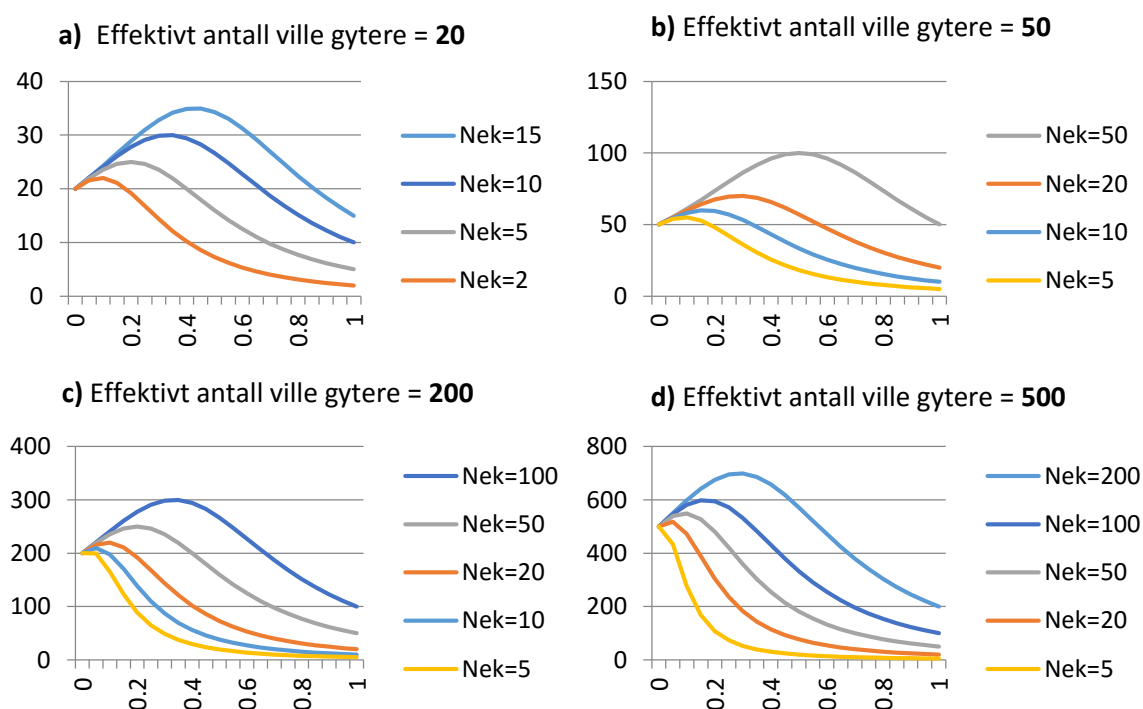 a) Effektivt antall ville gytere = 20
40
30
20
10
0
0
0.2
0.4
0.6
0.8
1
Nek=15
Nek=10
Nek=5
Nek=2
b) Effektivt antall ville gytere = 50
150
100
50
0
0
0.2
0.4
0.6
0.8
1
Nek=50
Nek=20
Nek=10
Nek=5
c) Effektivt antall ville gytere = 200
400
300
200
100
0
0
0.2
0.4
0.6
0.8
1
Nek=100
Nek=50
Nek=20
Nek=10
Nek=5
d) Effektivt antall ville gytere = 500
800
600
400
200
0
0
0.2
0.4
0.6
0.8
1
Nek=200
Nek=100
Nek=50
Nek=20
Nek=5